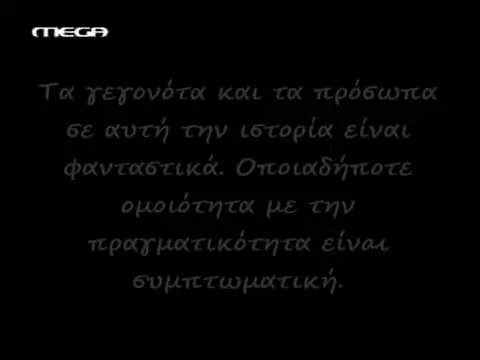 MEGA
Τα γεγονότα και τα πρόσωπα
σε αυτή την ιστορία είναι
φανταστικά. Οποιαδήποτε
ομοιότητα με την
πραγματικότητα είναι
συμπτωματική.